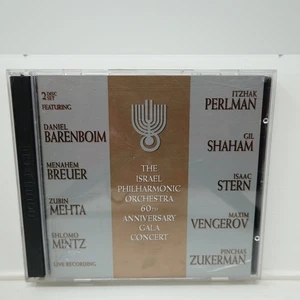 2 DISC
SET
FEATURING
DANIEL
BARENBOIM
MENAHEM
BREUER
ZUBIN
MEHTA
SHLOMO
MINTZ
LIVE RECORDING
THE
ISRAEL
PHILHARMONIC
ORCHESTRA
60TH
ANNIVERSARY
GALA
CONCERT
ITZHAK
PERLMAN
GIL
SHAHAM
ISAAC
STERN
MAXIM
VENGEROV
PINCHAS
ZUKERMAN